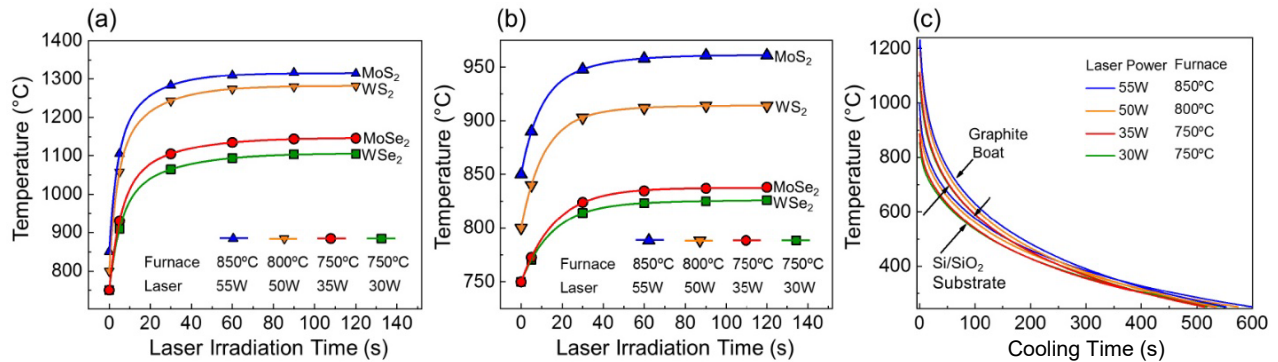 (a)
1400
1300
1200
1100
1000
900
800
Temperature (°C)
MoS2
WS2
MoSe2
WSe2
Furnace 850ºC 800ºC 750ºC 750ºC
Laser 55W 50W 35W 30W
0 20 40 60 80 100 120 140
Laser Irradiation Time (s)
(b)
950
900
850
800
750
Temperature (°C)
MoS2
WS2
MoSe2
WSe2
Furnace 850ºC 800ºC 750ºC 750ºC
Laser 55W 50W 35W 30W
0 20 40 60 80 100 120 140
Laser Irradiation Time (s)
(c)
1200
1000
800
600
400
Temperature (°C)
Laser Power Furnace
55W 850ºC
50W 800ºC
35W 750ºC
30W 750ºC
Graphite
Boat
Si/SiO2
Substrate
0 100 200 300 400 500 600
Cooling Time (s)